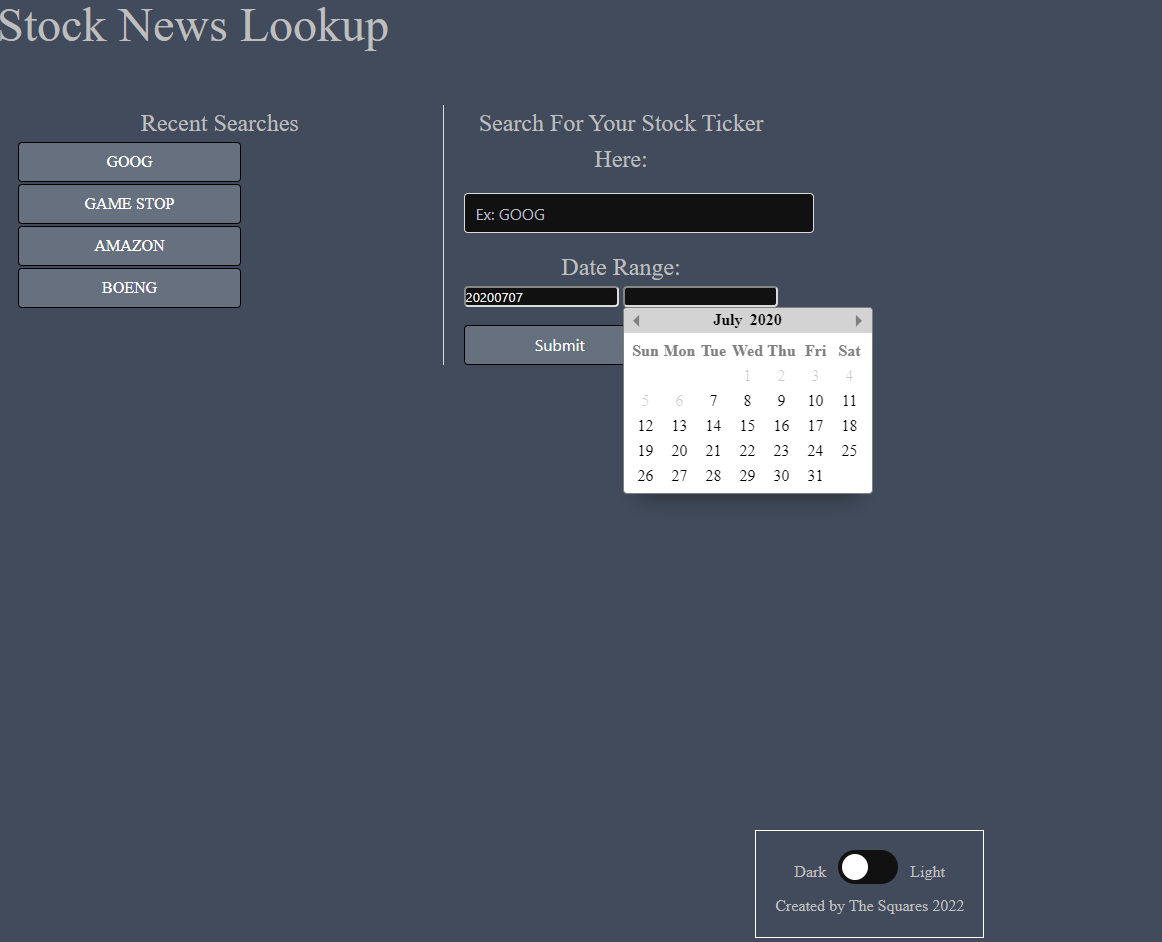 Stock News Lookup
Recent Searches
GOOG
GAME STOP
AMAZON
BOENG
Search For Your Stock Ticker
Here:
Ex: GOOG
Date Range:
20200707
Submit
July 2020
Sun Mon Tue Wed Thu Fri Sat
1 2 3 4
5 6 7 8 9 10 11
12 13 14 15 16 17 18
19 20 21 22 23 24 25
26 27 28 29 30 31
Dark Light
Created by The Squares 2022